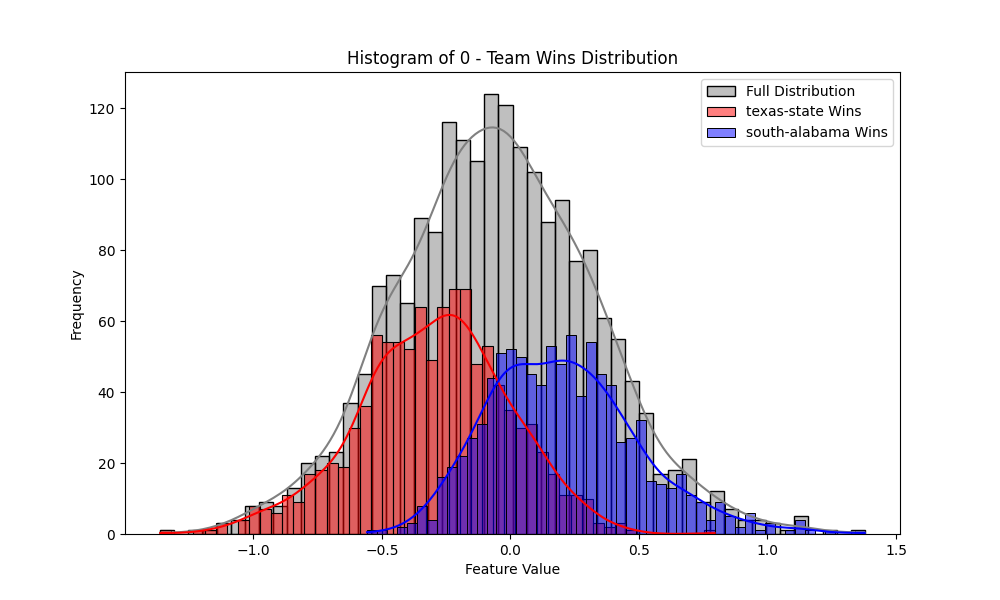 Histogram of 0 - Team Wins Distribution
Full Distribution
texas-state Wins
south-alabama Wins
Frequency
120
100
80
60
40
20
0
−1.0
−0.5
0.0
0.5
1.0
1.5
Feature Value